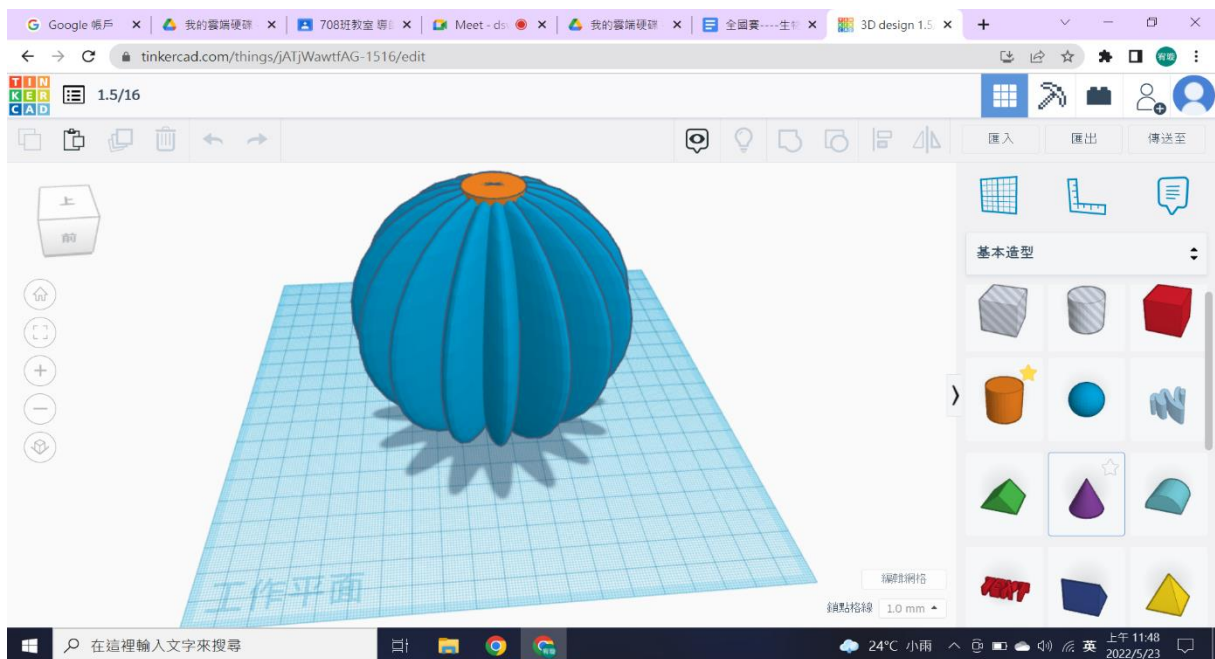 Google 帳戶
我的雲端硬碟
708班教室 導
Meet - ds
我的雲端硬碟
全國賽----生
3D design 1.5
tinkercad.com/things/jATjWawtfAG-1516/edit
TIN
KER
CAD
1.5/16
匯入
匯出
傳送至
上
前
基本造型
TEXT
工作平面
編輯網格
鎖點格線
1.0 mm
在這裡輸入文字來搜尋
24°C 小雨
英
上午 11:48
2022/5/23